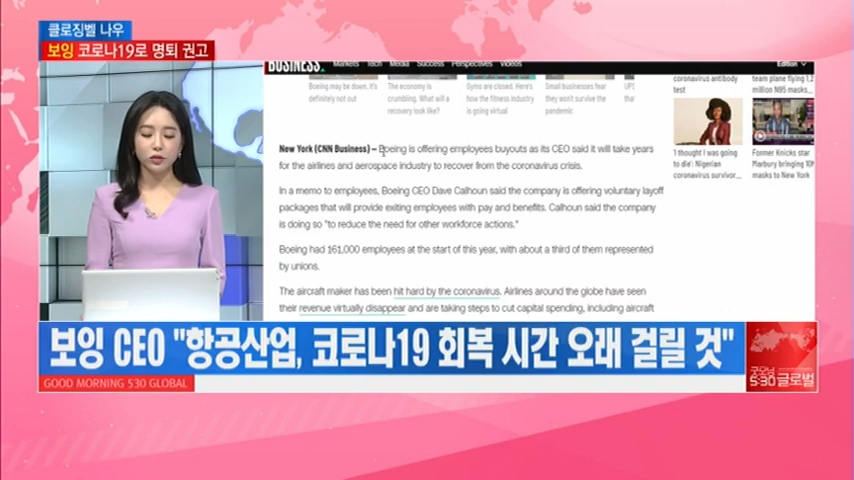 클로징벨 나우
보잉 코로나19로 명퇴 권고
BUSINESS.
Markets Tech Media Success Perspectives Videos
Edition
Boeing may be down. It's
definitely not out
The economy is
crumbling. What will a
recovery look like?
Gyms are closed. Here's
how the fitness industry
is going virtual
Small businesses fear
they won't survive the
pandemic
coronavirus antibody
test
team plane flying 1.2
million N95 masks...
'I thought I was going
to die': Nigerian
coronavirus survivor...
Former Knicks star
Marbury bringing 10
masks to New York
New York (CNN Business) – Boeing is offering employees buyouts as its CEO said it will take years
for the airlines and aerospace industry to recover from the coronavirus crisis.
In a memo to employees, Boeing CEO Dave Calhoun said the company is offering voluntary layoff
packages that will provide exiting employees with pay and benefits. Calhoun said the company
is doing so "to reduce the need for other workforce actions."
Boeing had 161,000 employees at the start of this year, with about a third of them represented
by unions.
The aircraft maker has been hit hard by the coronavirus. Airlines around the globe have seen
their revenue virtually disappear and are taking steps to cut capital spending, including aircraft
보잉 CEO "항공산업, 코로나19 회복 시간 오래 걸릴 것"
GOOD MORNING 530 GLOBAL
굿모닝
5:30 글로벌